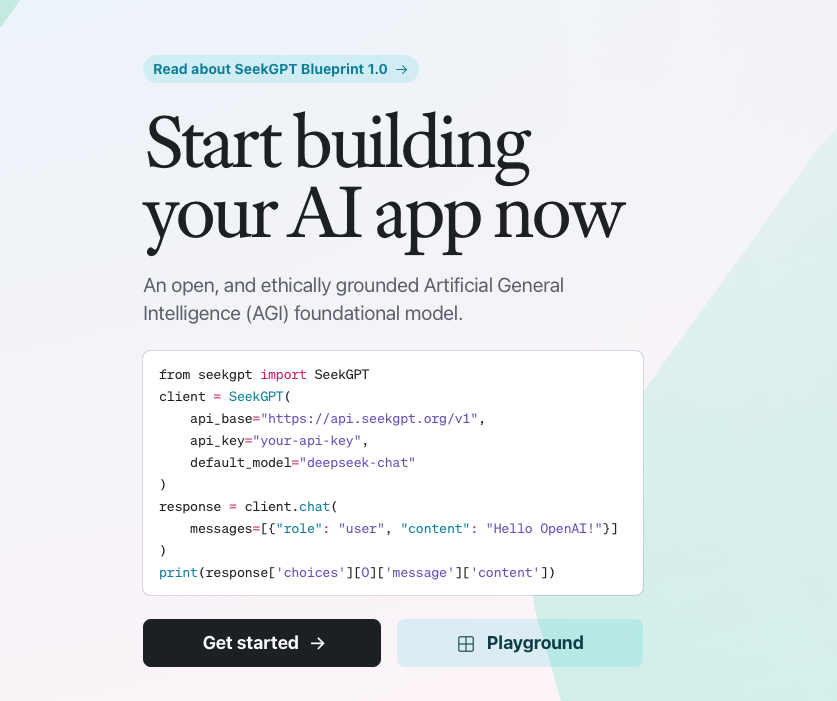 Read about SeekGPT Blueprint 1.0 →
Start building
your AI app now
An open, and ethically grounded Artificial General
Intelligence (AGI) foundational model.
from seekgpt import SeekGPT
client = SeekGPT(
    api_base="https://api.seekgpt.org/v1",
    api_key="your-api-key",
    default_model="deepseek-chat"
)
response = client.chat(
    messages=[{"role": "user", "content": "Hello OpenAI!"}]
)
print(response['choices'][0]['message']['content'])
Get started →
Playground